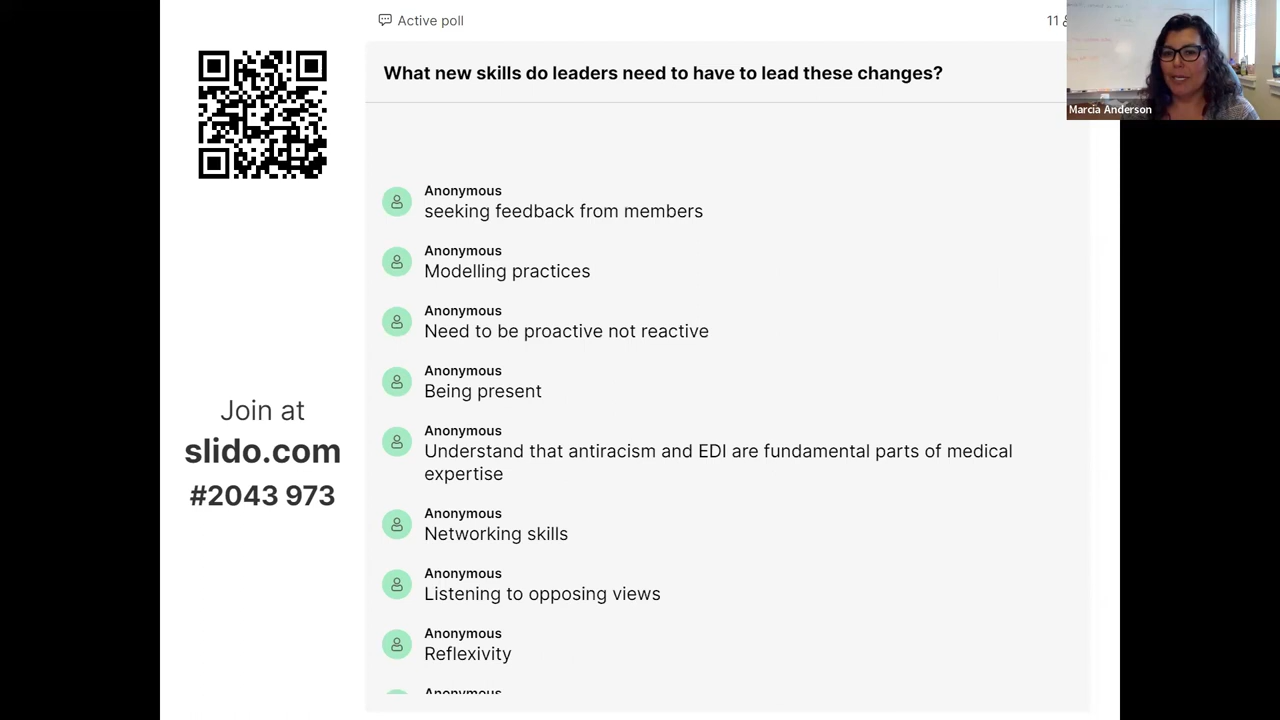 Active poll
11
What new skills do leaders need to have to lead these changes?
Marcia Anderson
Anonymous
seeking feedback from members
Anonymous
Modelling practices
Anonymous
Need to be proactive not reactive
Anonymous
Being present
Anonymous
Understand that antiracism and EDI are fundamental parts of medical
expertise
Anonymous
Networking skills
Anonymous
Listening to opposing views
Anonymous
Reflexivity
Anonymous
Join at
slido.com
#2043 973